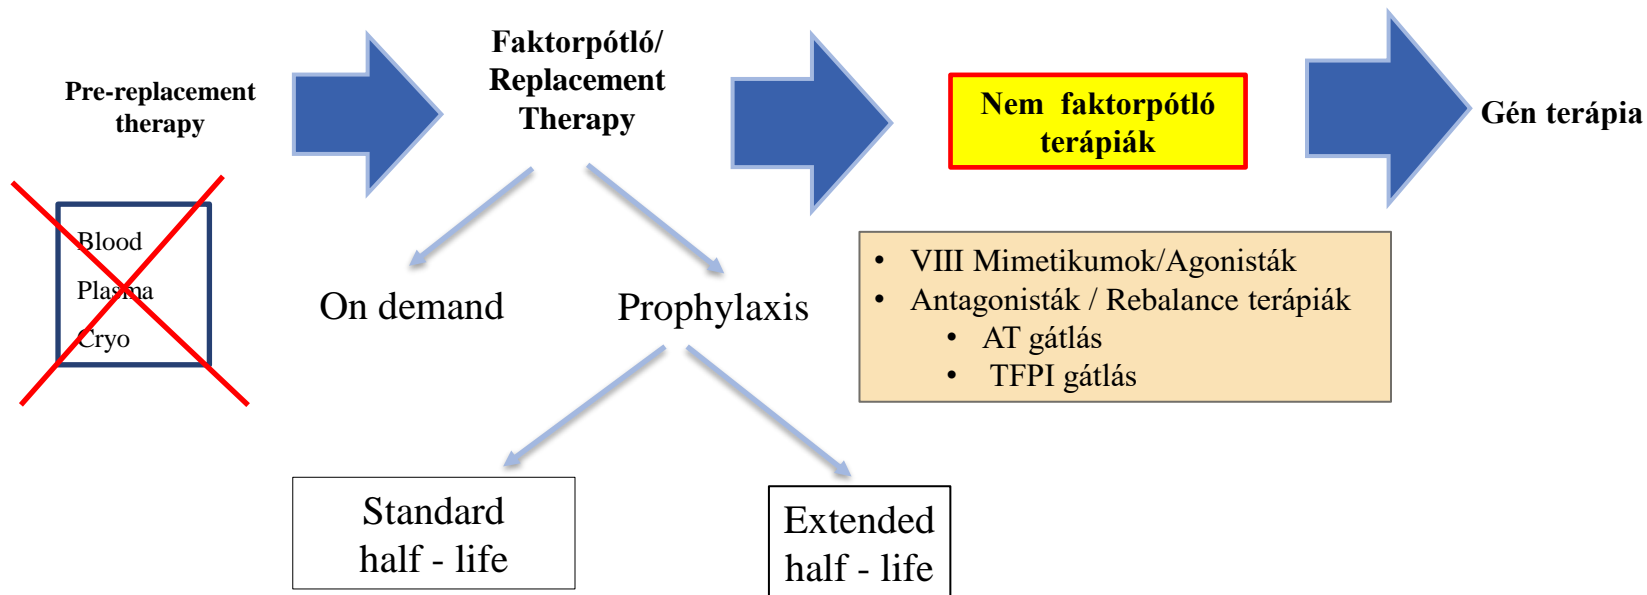 Pre-replacement
therapy
Faktorpótló/
Replacement
Therapy
Nem faktorpótló
terápiák
Gén terápia
Blood
Plasma
Cryo
On demand
Prophylaxis
• VIII Mimetikumok/Agonisták
• Antagonisták / Rebalance terápiák
• AT gátlás
• TFPI gátlás
Standard
half - life
Extended
half - life